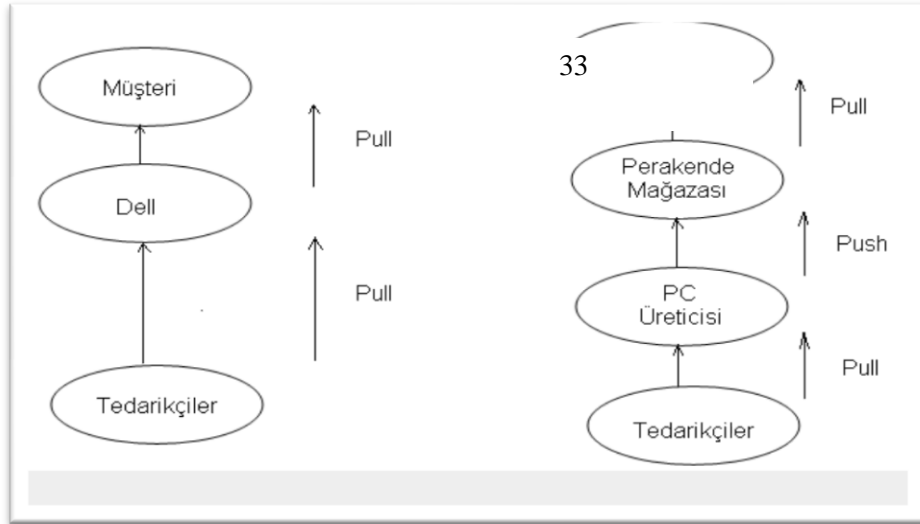 Müşteri
Pull
Dell
Pull
Tedarikçiler
33
Pull
Perakende
Mağazası
Push
PC
Üreticisi
Pull
Tedarikçiler